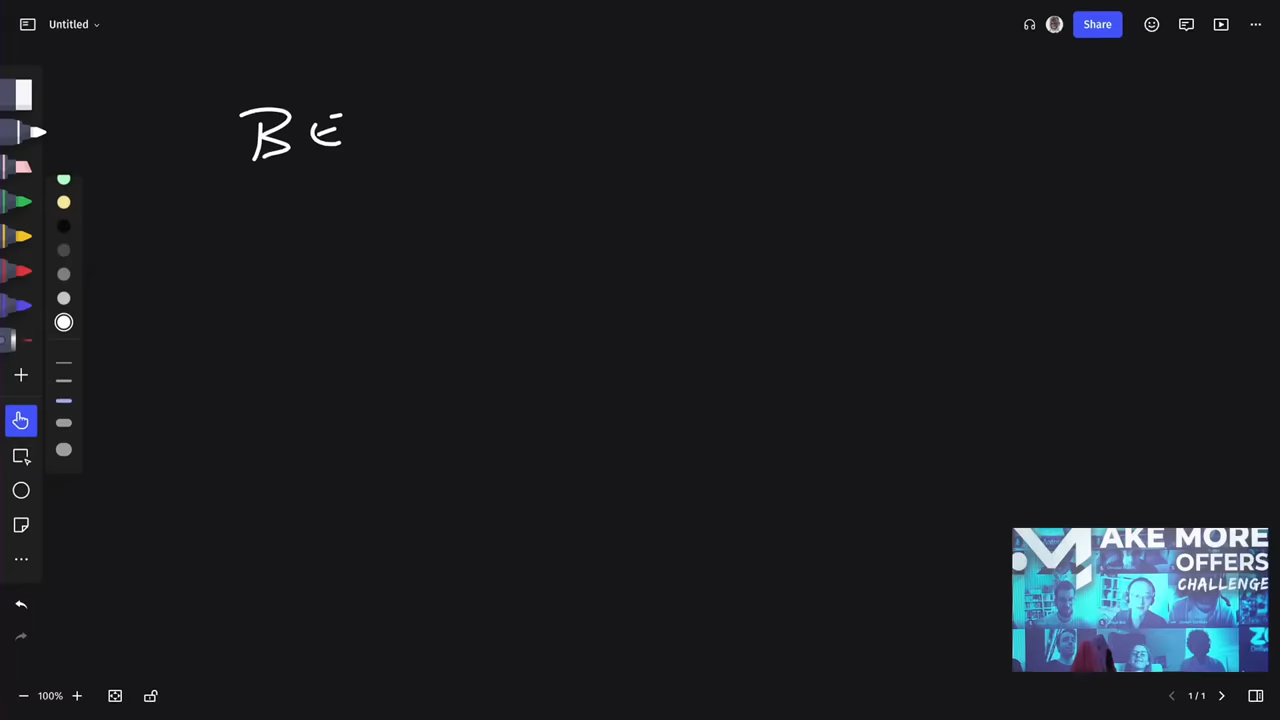 Untitled
Share
BE
AKE MORE
OFFERS
CHALLENGE
100%
1/1